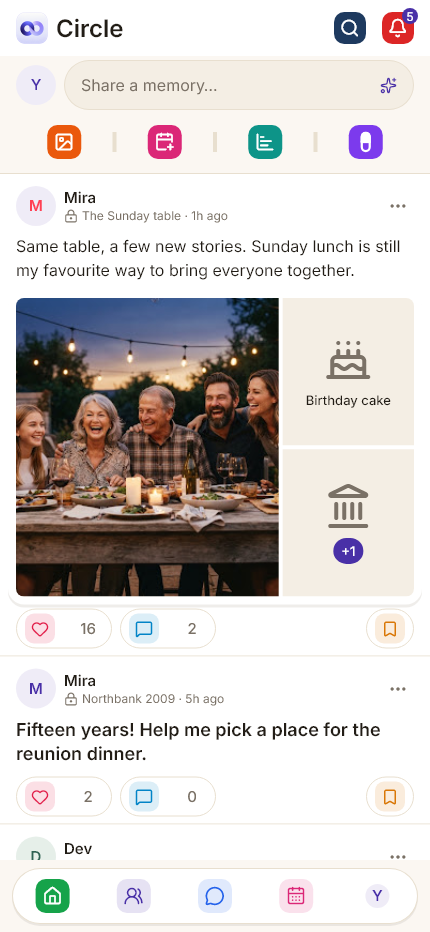 Circle
5
Y
Share a memory...
M
Mira
The Sunday table · 1h ago
Same table, a few new stories. Sunday lunch is still
my favourite way to bring everyone together.
Birthday cake
+1
16
2
M
Mira
Northbank 2009 · 5h ago
Fifteen years! Help me pick a place for the
reunion dinner.
2
0
D
Dev
Y